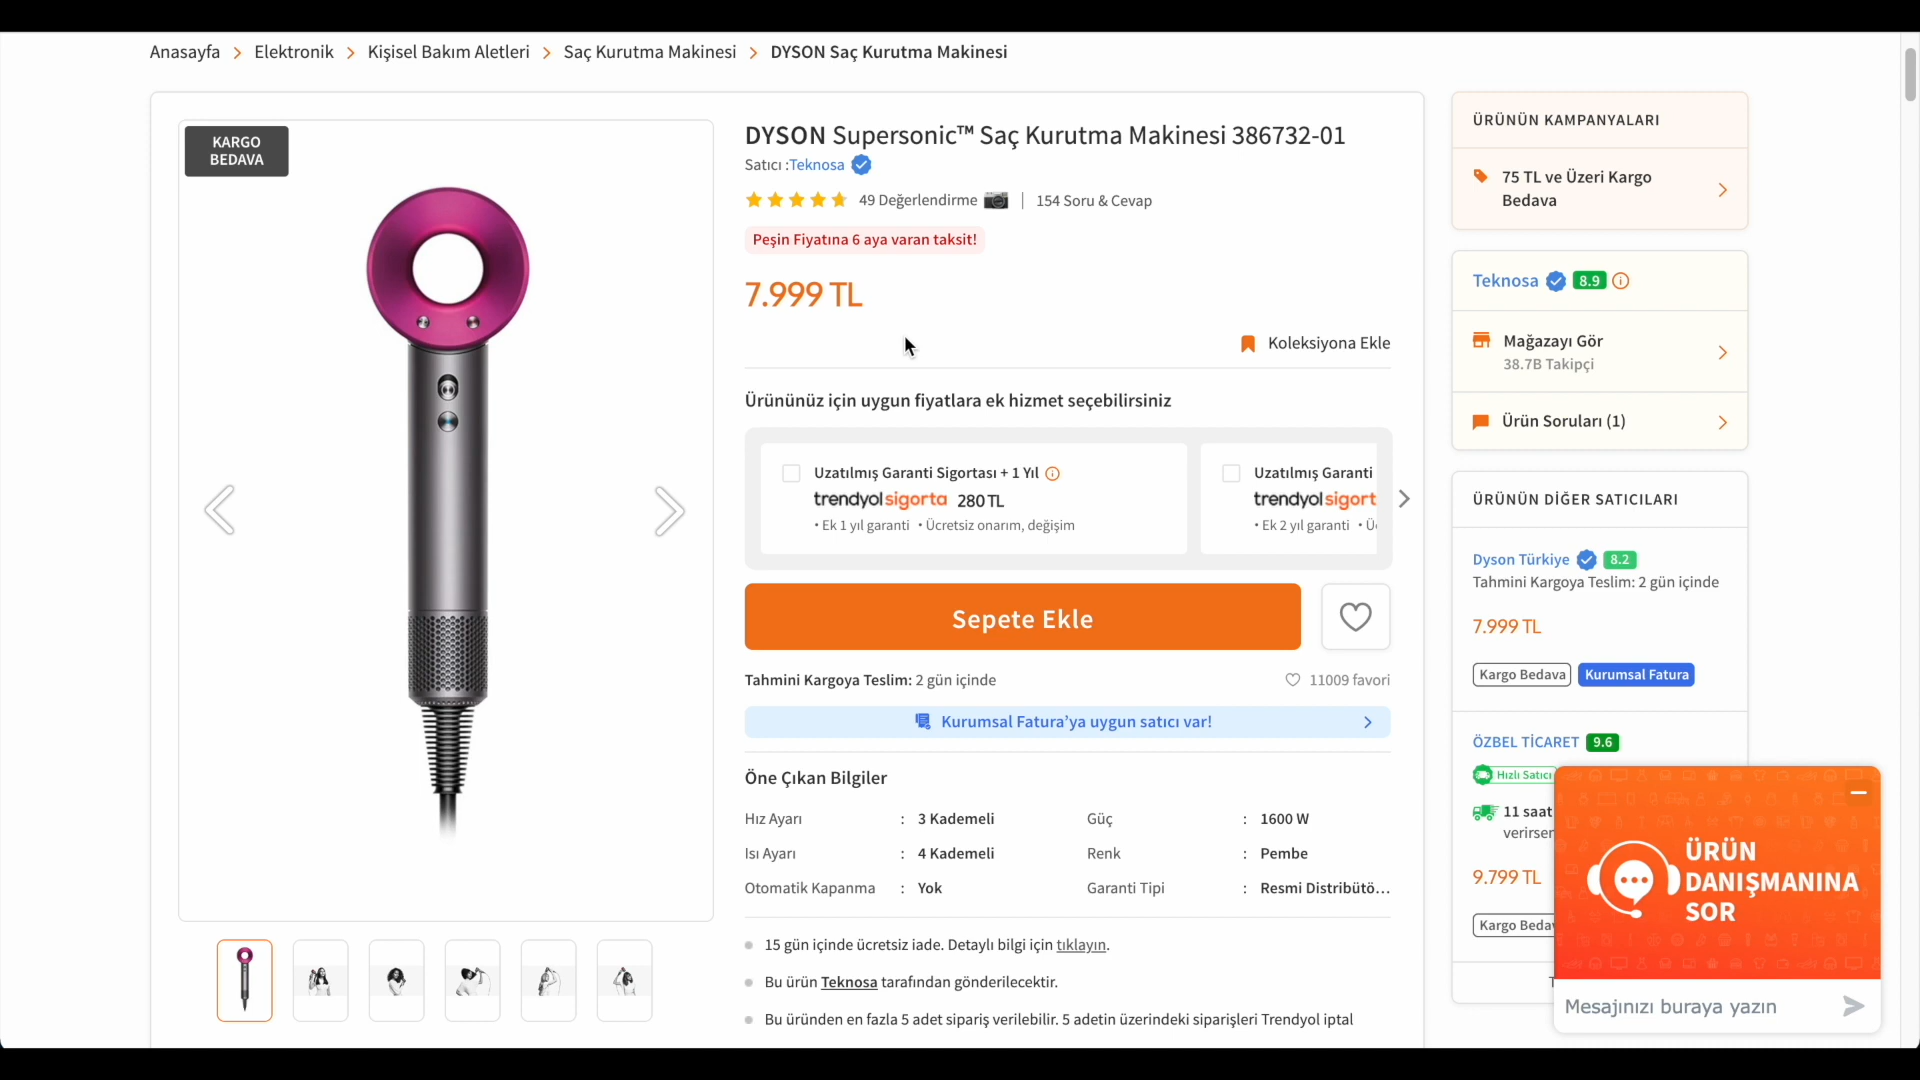 Anasayfa > Elektronik > Kişisel Bakım Aletleri > Saç Kurutma Makinesi > DYSON Saç Kurutma Makinesi
KARGO
BEDAVA
DYSON Supersonic™ Saç Kurutma Makinesi 386732-01
Satıcı :Teknosa
49 Değerlendirme | 154 Soru & Cevap
Peşin Fiyatına 6 aya varan taksit!
7.999 TL
Koleksiyona Ekle
Ürününüz için uygun fiyatlara ek hizmet seçebilirsiniz
Uzatılmış Garanti Sigortası + 1 Yıl
trendyol sigorta 280 TL
• Ek 1 yıl garanti • Ücretsiz onarım, değişim
Uzatılmış Garanti
trendyol sigort
• Ek 2 yıl garanti • Üc
Sepete Ekle
Tahmini Kargoya Teslim: 2 gün içinde
11009 favori
Kurumsal Fatura’ya uygun satıcı var!
Öne Çıkan Bilgiler
Hız Ayarı : 3 Kademeli
Güç : 1600 W
Isı Ayarı : 4 Kademeli
Renk : Pembe
Otomatik Kapanma : Yok
Garanti Tipi : Resmi Distribütö...
15 gün içinde ücretsiz iade. Detaylı bilgi için tıklayın.
Bu ürün Teknosa tarafından gönderilecektir.
Bu üründen en fazla 5 adet sipariş verilebilir. 5 adetin üzerindeki siparişleri Trendyol iptal
ÜRÜNÜN KAMPANYALARI
75 TL ve Üzeri Kargo
Bedava
Teknosa 8.9
Mağazayı Gör
38.7B Takipçi
Ürün Soruları (1)
ÜRÜNÜN DİĞER SATICILARI
Dyson Türkiye 8.2
Tahmini Kargoya Teslim: 2 gün içinde
7.999 TL
Kargo Bedava Kurumsal Fatura
ÖZBEL TİCARET 9.6
Hızlı Satıcı
11 saat
verirsen
9.799 TL
Kargo Bedav
ÜRÜN
DANIŞMANINA
SOR
Mesajınızı buraya yazın